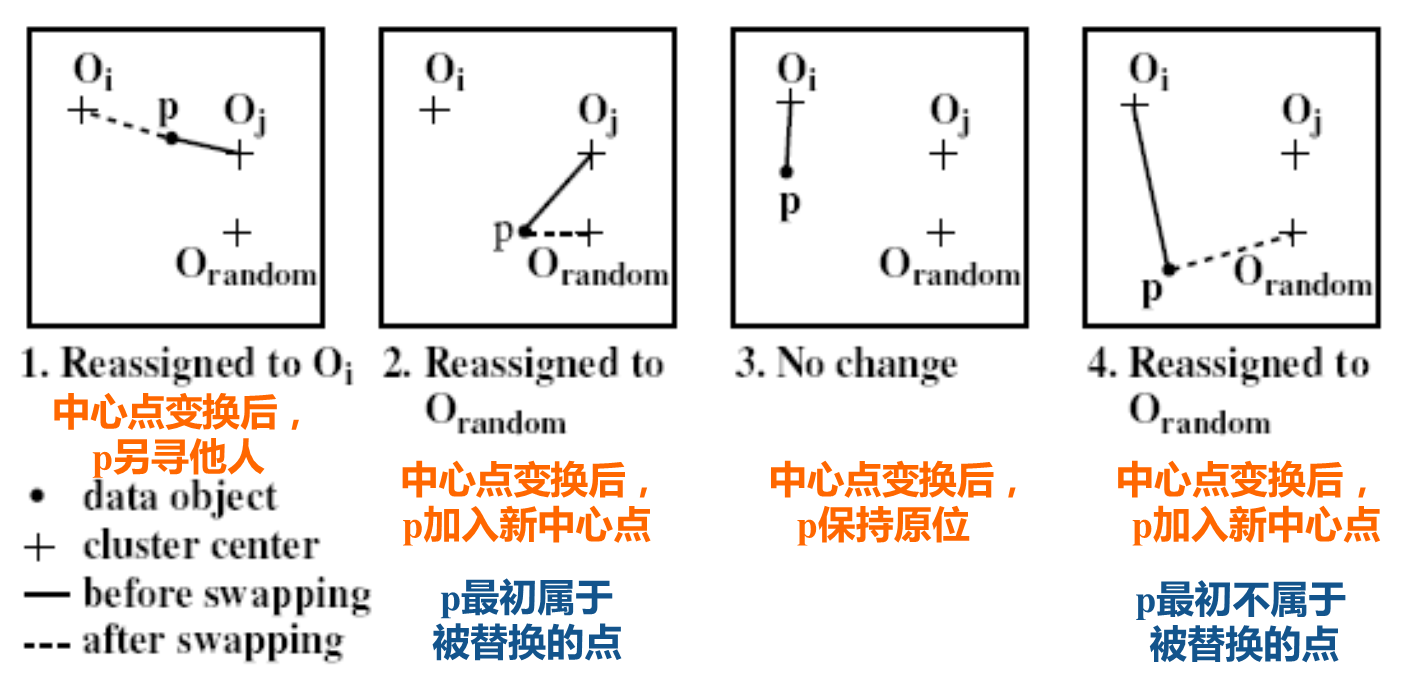 Oi
p
Oj
Orandom
Oi
Oj
p
Orandom
Oi
Oj
p
Orandom
Oi
Oj
p
Orandom
1. Reassigned to Oi
中心点变换后，
p另寻他人
2. Reassigned to
Orandom
中心点变换后，
p加入新中心点
p最初属于
被替换的点
3. No change
中心点变换后，
p保持原位
4. Reassigned to
Orandom
中心点变换后，
p加入新中心点
p最初不属于
被替换的点
data object
cluster center
before swapping
after swapping